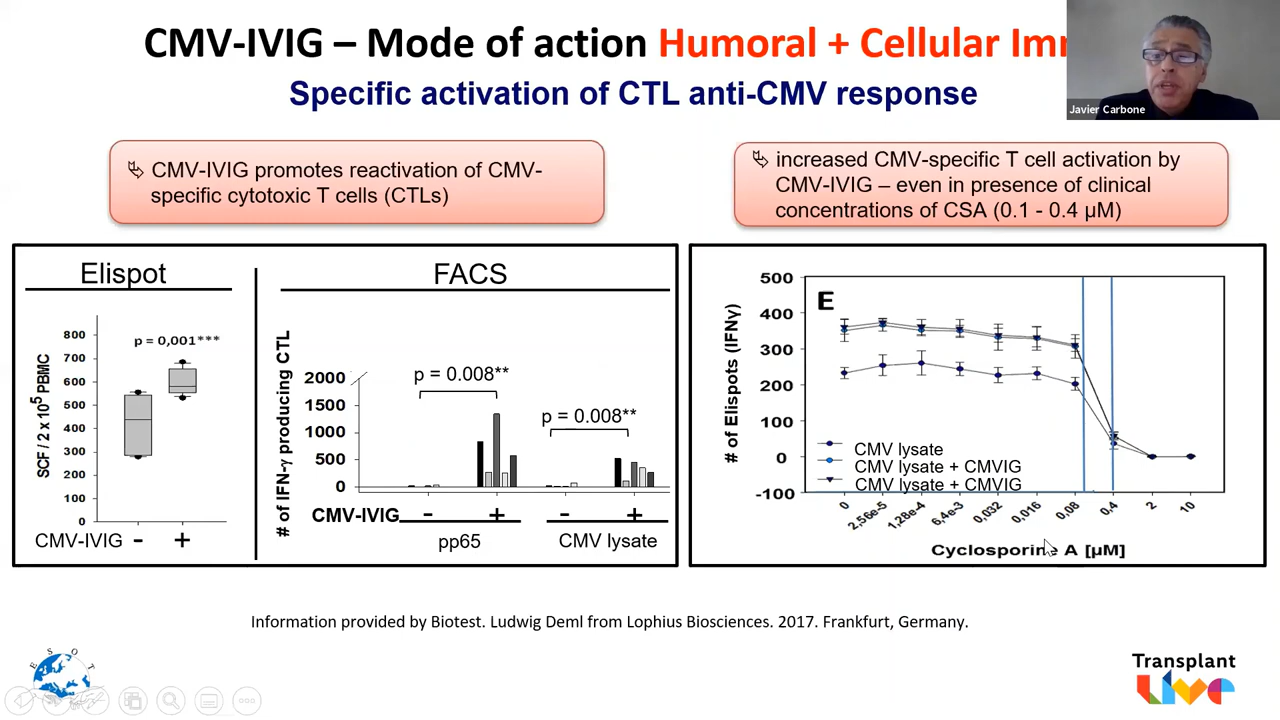 CMV-IVIG – Mode of action Humoral + Cellular Im
Specific activation of CTL anti-CMV response
Javier Carbone
CMV-IVIG promotes reactivation of CMV-
specific cytotoxic T cells (CTLs)
increased CMV-specific T cell activation by
CMV-IVIG – even in presence of clinical
concentrations of CSA (0.1 - 0.4 µM)
Elispot
SCF / 2 x 10⁵ PBMC
800
700
600
500
400
300
200
100
0
p = 0,001***
CMV-IVIG - +
FACS
# of IFN-γ producing CTL
2000
1500
1000
500
0
p = 0.008**
p = 0.008**
CMV-IVIG - + - +
pp65 CMV lysate
E
# of Elispots (IFNγ)
500
400
300
200
100
0
-100
CMV lysate
CMV lysate + CMVIG
CMV lysate + CMVIG
0 2,56e-5 1,28e-4 6,4e-3 0,032 0,016 0,08 0,4 2 10
Cyclosporine A [µM]
Information provided by Biotest. Ludwig Deml from Lophius Biosciences. 2017. Frankfurt, Germany.
ESOT
Transplant
Live